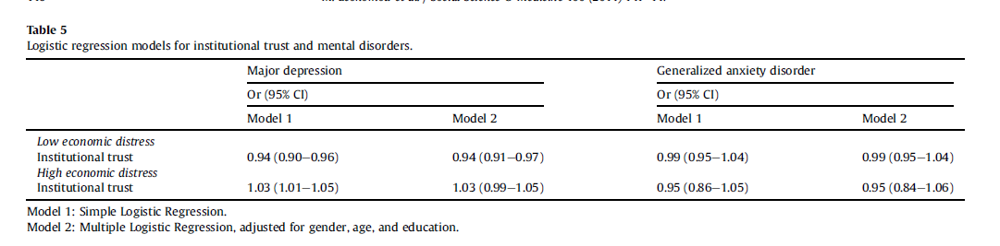 Table 5
Logistic regression models for institutional trust and mental disorders.
Major depression Generalized anxiety disorder
Or (95% CI) Or (95% CI)
Model 1 Model 2 Model 1 Model 2
Low economic distress
Institutional trust 0.94 (0.90–0.96) 0.94 (0.91–0.97) 0.99 (0.95–1.04) 0.99 (0.95–1.04)
High economic distress
Institutional trust 1.03 (1.01–1.05) 1.03 (0.99–1.05) 0.95 (0.86–1.05) 0.95 (0.84–1.06)
Model 1: Simple Logistic Regression.
Model 2: Multiple Logistic Regression, adjusted for gender, age, and education.